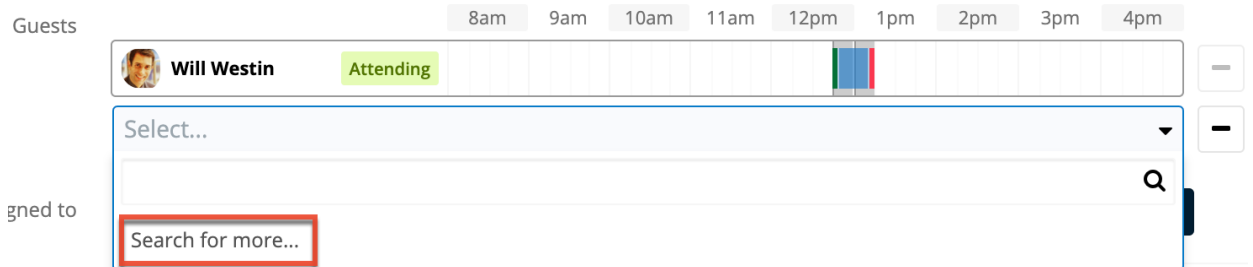 Guests
8am 9am 10am 11am 12pm 1pm 2pm 3pm 4pm
Will Westin Attending
Select...
gned to
Search for more...